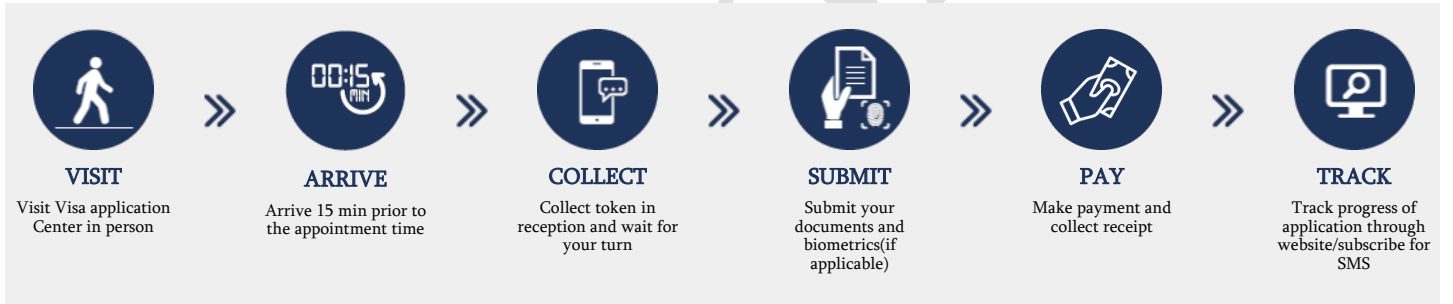 00:15
MIN
VISIT
Visit Visa application
Center in person
ARRIVE
Arrive 15 min prior to
the appointment time
COLLECT
Collect token in
reception and wait for
your turn
SUBMIT
Submit your
documents and
biometrics(if
applicable)
PAY
Make payment and
collect receipt
TRACK
Track progress of
application through
website/subscribe for
SMS